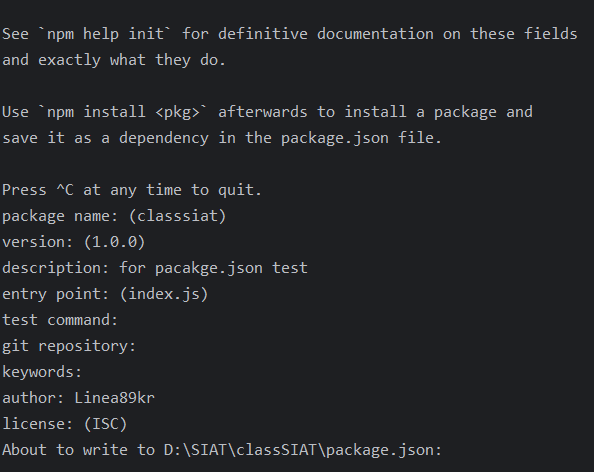 See `npm help init` for definitive documentation on these fields
and exactly what they do.
Use `npm install <pkg>` afterwards to install a package and
save it as a dependency in the package.json file.
Press ^C at any time to quit.
package name: (classsiat)
version: (1.0.0)
description: for pacakge.json test
entry point: (index.js)
test command:
git repository:
keywords:
author: Linea89kr
license: (ISC)
About to write to D:\SIAT\classSIAT\package.json: